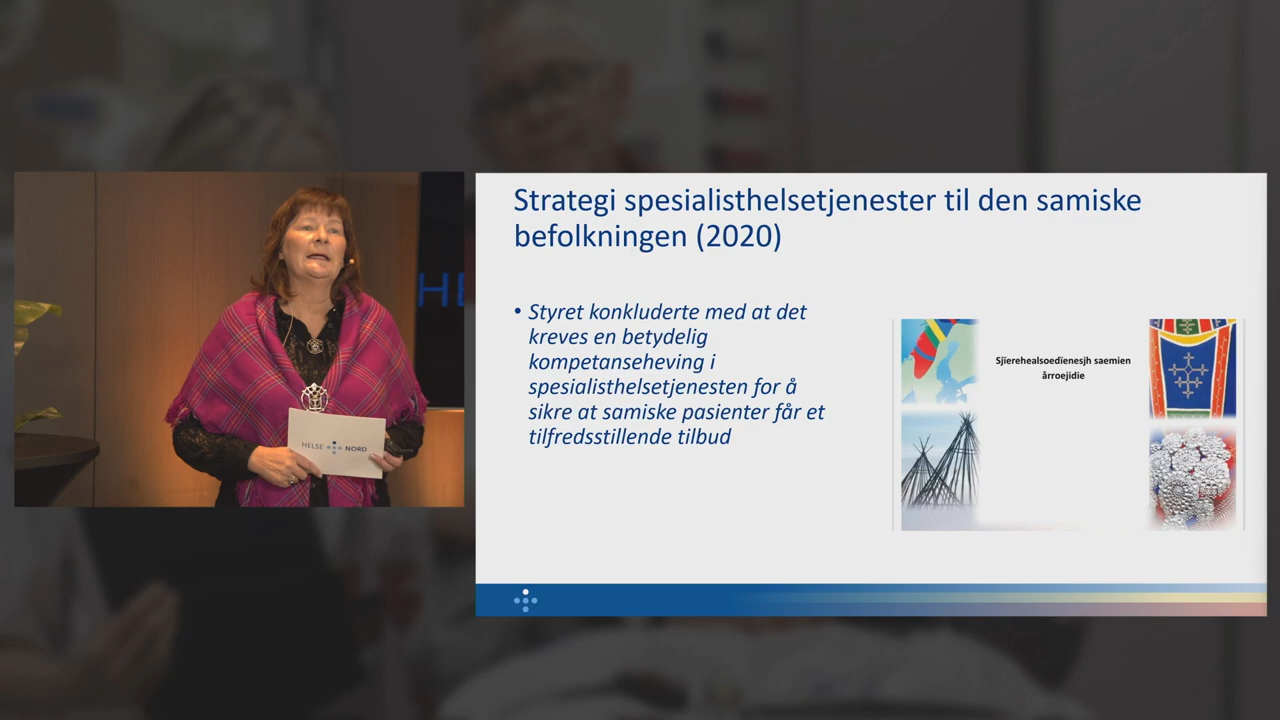 Strategi spesialisthelsetjenester til den samiske
befolkningen (2020)
• Styret konkluderte med at det
kreves en betydelig
kompetanseheving i
spesialisthelsetjenesten for å
sikre at samiske pasienter får et
tilfredsstillende tilbud
Sjïerehealsoedïenesjh saemien
årroejidie
HELSE NORD
HE